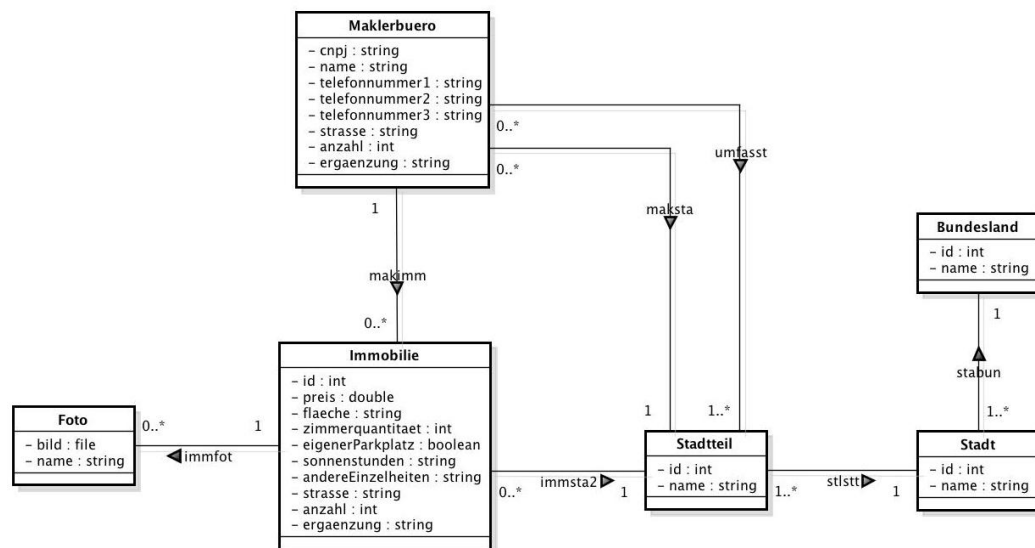 Maklerbuero
- cnpj : string
- name : string
- telefonnummer1 : string
- telefonnummer2 : string
- telefonnummer3 : string
- strasse : string
- anzahl : int
- ergaenzung : string
0..*
umfasst
0..*
1
maksta
makimm
0..*
Bundesland
- id : int
- name : string
1
stabun
1..*
Immobilie
- id : int
- preis : double
- flaeche : string
- zimmerquantitaet : int
- eigenerParkplatz : boolean
- sonnenstunden : string
- andereEinzelheiten : string
- strasse : string
- anzahl : int
- ergaenzung : string
Foto
- bild : file
- name : string
0..*
1
immfot
1
1..*
Stadtteil
- id : int
- name : string
0..*
immsta2
1
1..*
stlstt
1
Stadt
- id : int
- name : string